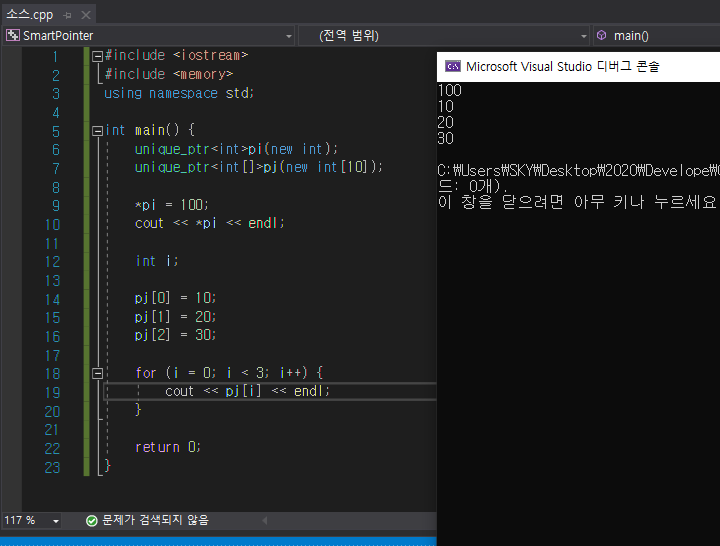 소스.cpp
SmartPointer
(전역 범위)
main()
1 #include <iostream>
2 #include <memory>
3 using namespace std;
4
5 int main() {
6 unique_ptr<int>pi(new int);
7 unique_ptr<int[]>pj(new int[10]);
8
9 *pi = 100;
10 cout << *pi << endl;
11
12 int i;
13
14 pj[0] = 10;
15 pj[1] = 20;
16 pj[2] = 30;
17
18 for (i = 0; i < 3; i++) {
19 cout << pj[i] << endl;
20 }
21
22 return 0;
23 }
117 %
문제가 검색되지 않음
C:\
Microsoft Visual Studio 디버그 콘솔
100
10
20
30
C:₩Users₩SKY₩Desktop₩2020₩Develope₩
드: 0개).
이 창을 닫으려면 아무 키나 누르세요